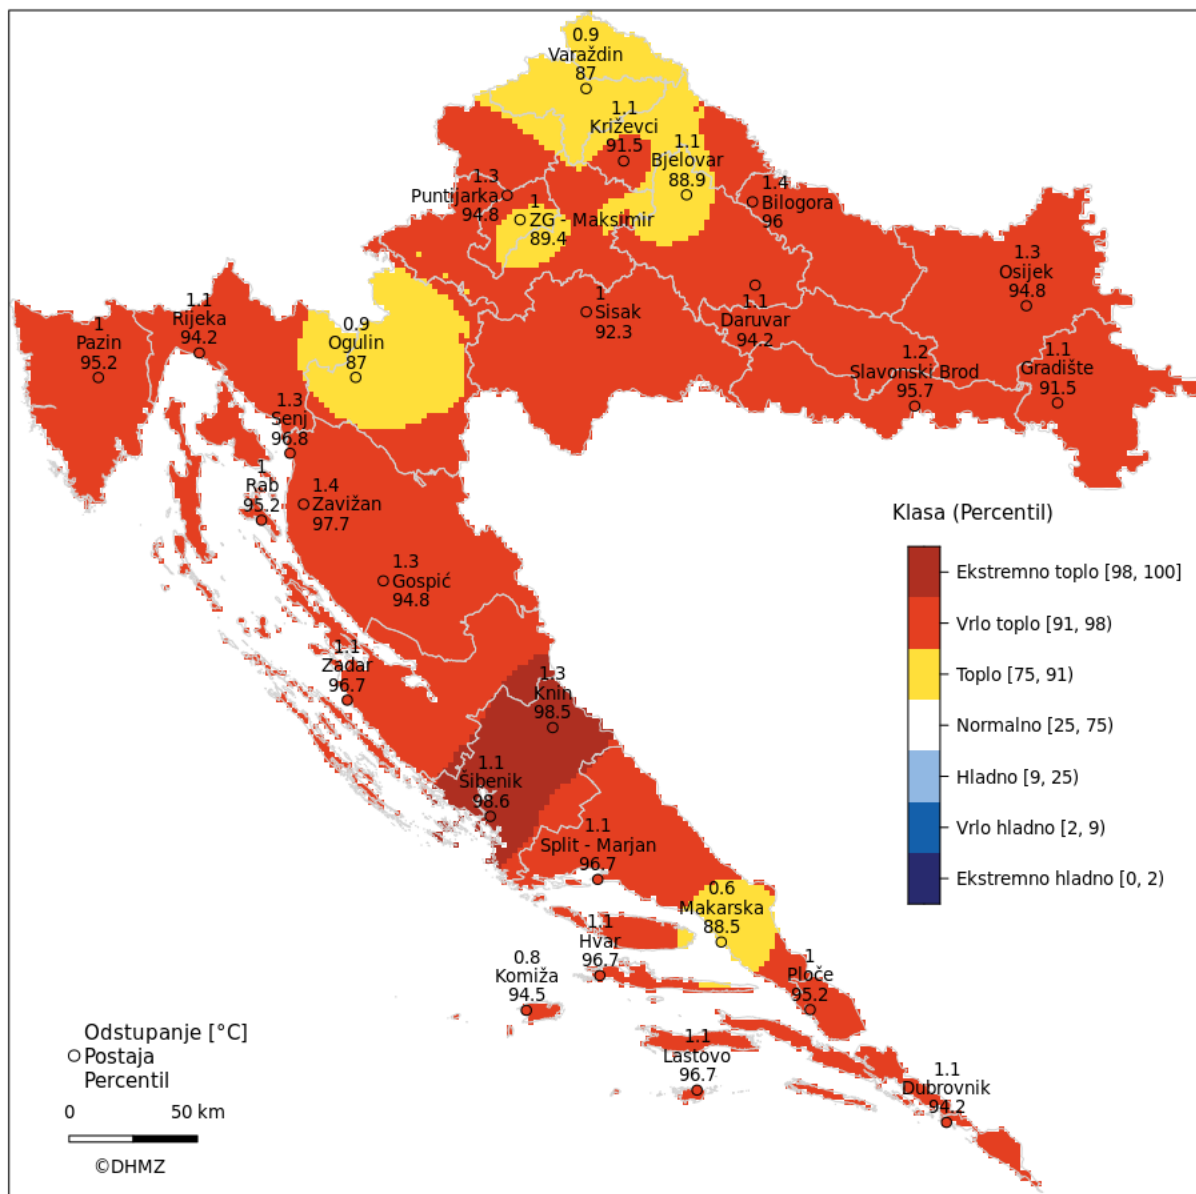 0.9
Varaždin
87
1.1
Križevci
91.5
1.1
Bjelovar
88.9
1.3
Puntijarka
94.8
1
ZG - Maksimir
89.4
1.4
Bilogora
96
1.3
Osijek
94.8
1
Sisak
92.3
1.1
Daruvar
94.2
1.2
Slavonski Brod
95.7
1.1
Gradište
91.5
1
Pazin
95.2
1.1
Rijeka
94.2
0.9
Ogulin
87
1.3
Senj
96.8
1
Rab
95.2
1.4
Zavižan
97.7
1.3
Gospić
94.8
1.1
Zadar
96.7
1.3
Knin
98.5
1.1
Šibenik
98.6
1.1
Split - Marjan
96.7
0.6
Makarska
88.5
1.1
Hvar
96.7
0.8
Komiža
94.5
1
Ploče
95.2
1.1
Lastovo
96.7
1.1
Dubrovnik
94.2
Klasa (Percentil)
Ekstremno toplo [98, 100]
Vrlo toplo [91, 98)
Toplo [75, 91)
Normalno [25, 75)
Hladno [9, 25)
Vrlo hladno [2, 9)
Ekstremno hladno [0, 2)
Odstupanje [°C]
Postaja
Percentil
0 50 km
©DHMZ